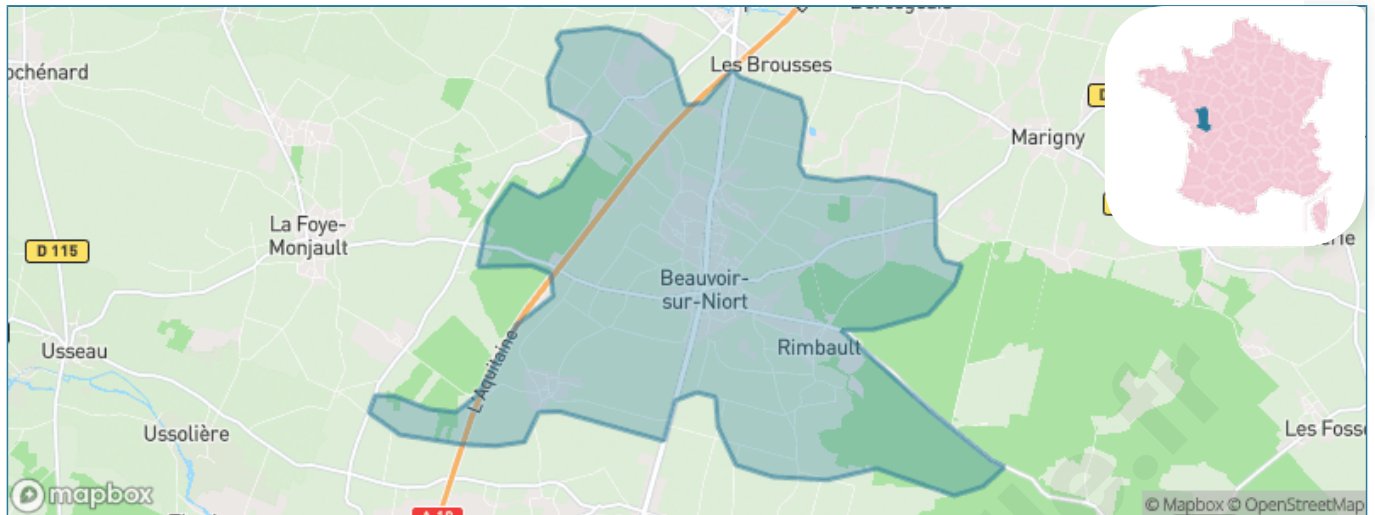 Les Brousses
ochénard
Marigny
La Foye-
Monjault
D 115
erie
Beauvoir-
sur-Niort
Rimbault
Usseau
L'Aquitaine
Ussolière
Les Foss
mapbox
© Mapbox © OpenStreetMap